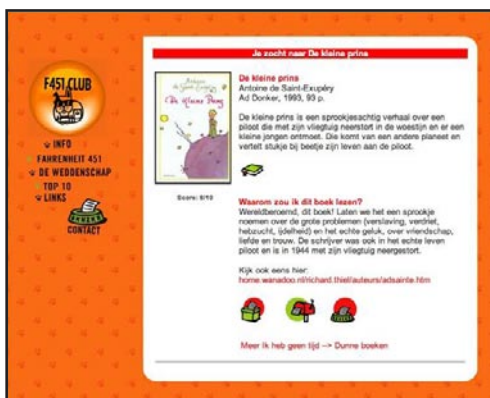 Je zocht naar De kleine prins
F451 CLUB
INFO
FAHRENHEIT 451
DE WEDDENSCHAP
TOP 10
LINKS
CONTACT
De Kleine Prins
Score: 8/10
De kleine prins
Antoine de Saint-Exupéry
Ad Donker, 1993, 93 p.
De kleine prins is een sprookjesachtig verhaal over een
piloot die met zijn vliegtuig neerstort in de woestijn en er een
kleine jongen ontmoet. Die komt van een andere planeet en
vertelt stukje bij beetje zijn leven aan de piloot.
Waarom zou ik dit boek lezen?
Wereldberoemd, dit boek! Laten we het een sprookje
noemen over de grote problemen (verslaving, verdriet,
hebzucht, ijdelheid) en het echte geluk, over vriendschap,
liefde en trouw. De schrijver was ook in het echte leven
piloot en is in 1944 met zijn vliegtuig neergestort.
Kijk ook eens hier:
home.wanadoo.nl/richard.thiel/auteurs/adsainte.htm
Meer Ik heb geen tijd --> Dunne boeken